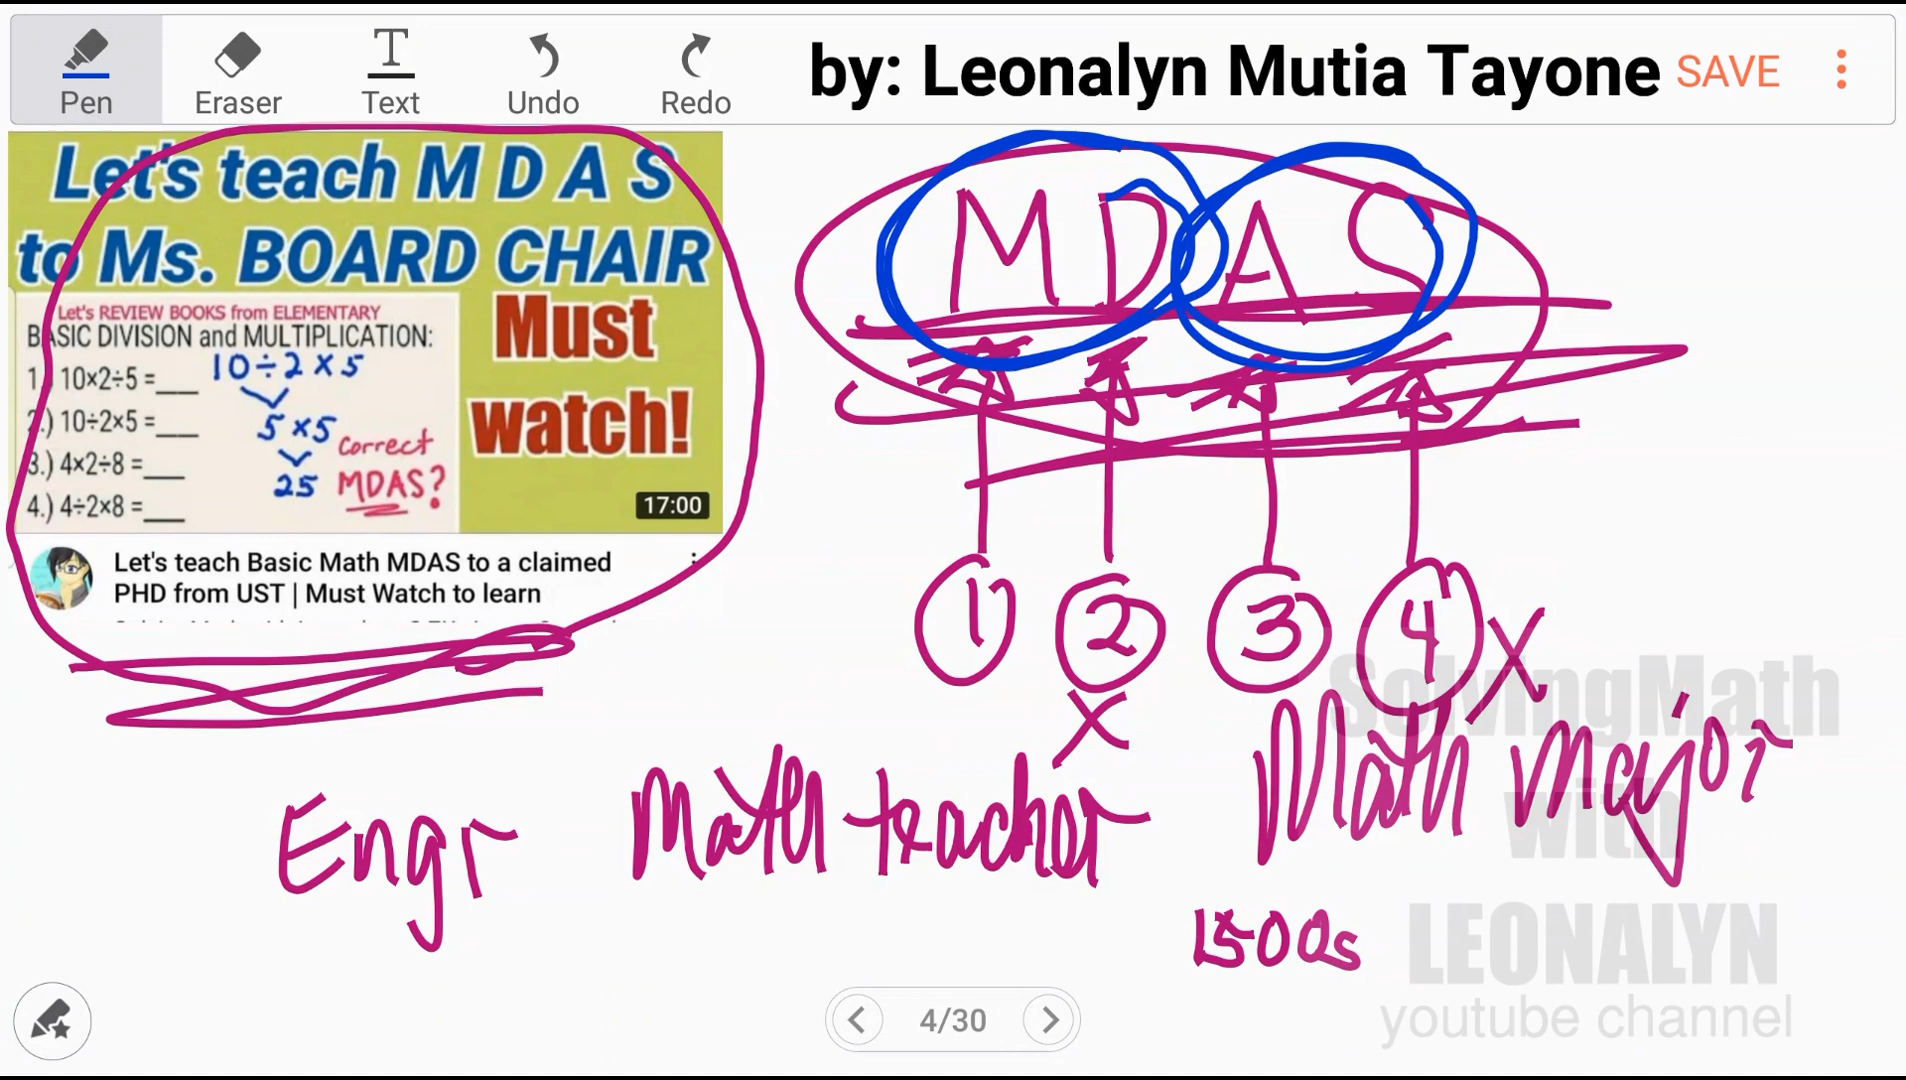 Pen
Eraser
Text
Undo
Redo
by: Leonalyn Mutia Tayone
SAVE
Let's teach M D A S
to Ms. BOARD CHAIR
Let's REVIEW BOOKS from ELEMENTARY
BASIC DIVISION and MULTIPLICATION:
1 10×2÷5 =___
2.) 10÷2×5 =___
3.) 4×2÷8 =___
4.) 4÷2×8 =___
10÷2×5
5×5
25
correct
MDAS?
Must
watch!
17:00
Let's teach Basic Math MDAS to a claimed
PHD from UST | Must Watch to learn
MDAS
1 2 3 4 X
X
Engr
Math teacher
Math major
1500s
SolvingMath
with
LEONALYN
youtube channel
4/30